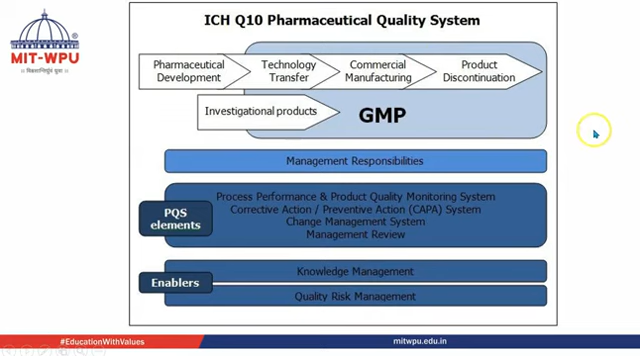 ICH Q10 Pharmaceutical Quality System
MIT-WPU
Pharmaceutical
Development
Technology
Transfer
Commercial
Manufacturing
Product
Discontinuation
Investigational products
GMP
Management Responsibilities
PQS
elements
Process Performance & Product Quality Monitoring System
Corrective Action / Preventive Action (CAPA) System
Change Management System
Management Review
Enablers
Knowledge Management
Quality Risk Management
#EducationWithValues
mitwpu.edu.in